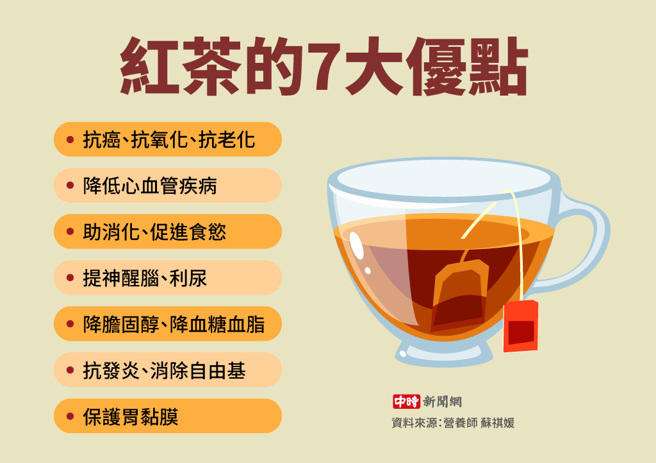 紅茶的7大優點
抗癌、抗氧化、抗老化
降低心血管疾病
助消化、促進食慾
提神醒腦、利尿
降膽固醇、降血糖血脂
抗發炎、消除自由基
保護胃黏膜
中時新聞網
資料來源：營養師 蘇祺媛